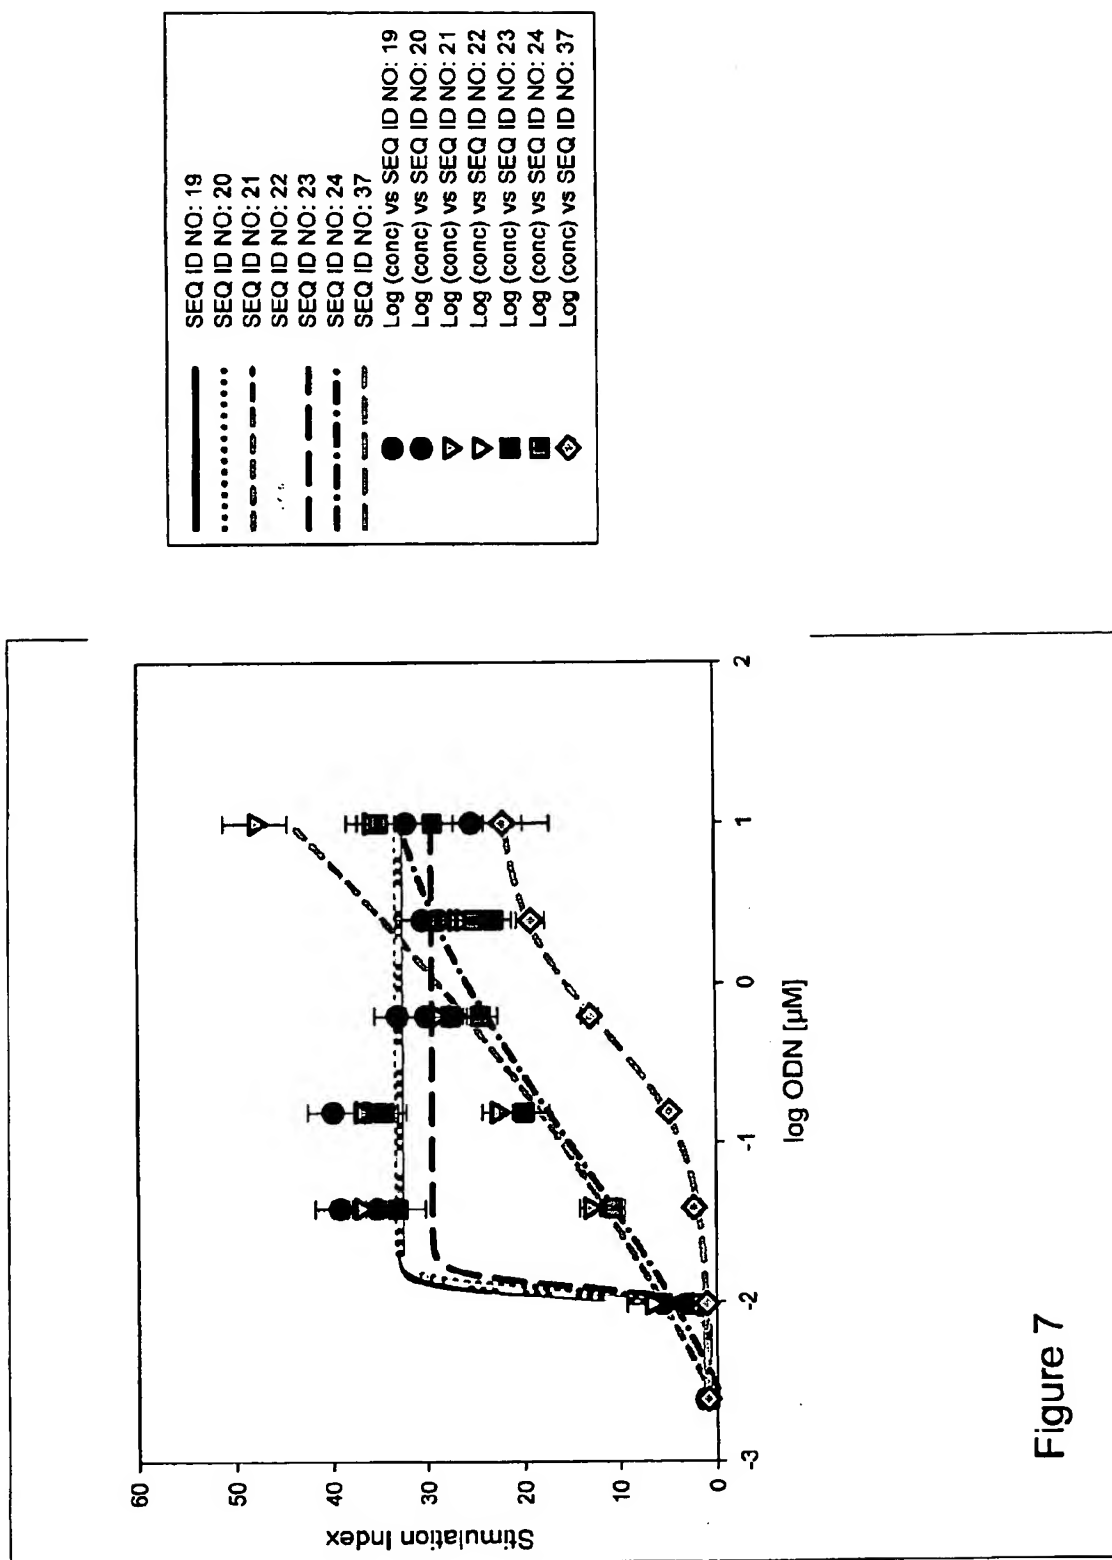 Stimulation Index
60
50
40
30
20
10
0
-3
-2
-1
0
1
2
log ODN [µM]
SEQ ID NO: 19
SEQ ID NO: 20
SEQ ID NO: 21
SEQ ID NO: 22
SEQ ID NO: 23
SEQ ID NO: 24
SEQ ID NO: 37
Log (conc) vs SEQ ID NO: 19
Log (conc) vs SEQ ID NO: 20
Log (conc) vs SEQ ID NO: 21
Log (conc) vs SEQ ID NO: 22
Log (conc) vs SEQ ID NO: 23
Log (conc) vs SEQ ID NO: 24
Log (conc) vs SEQ ID NO: 37
Figure 7